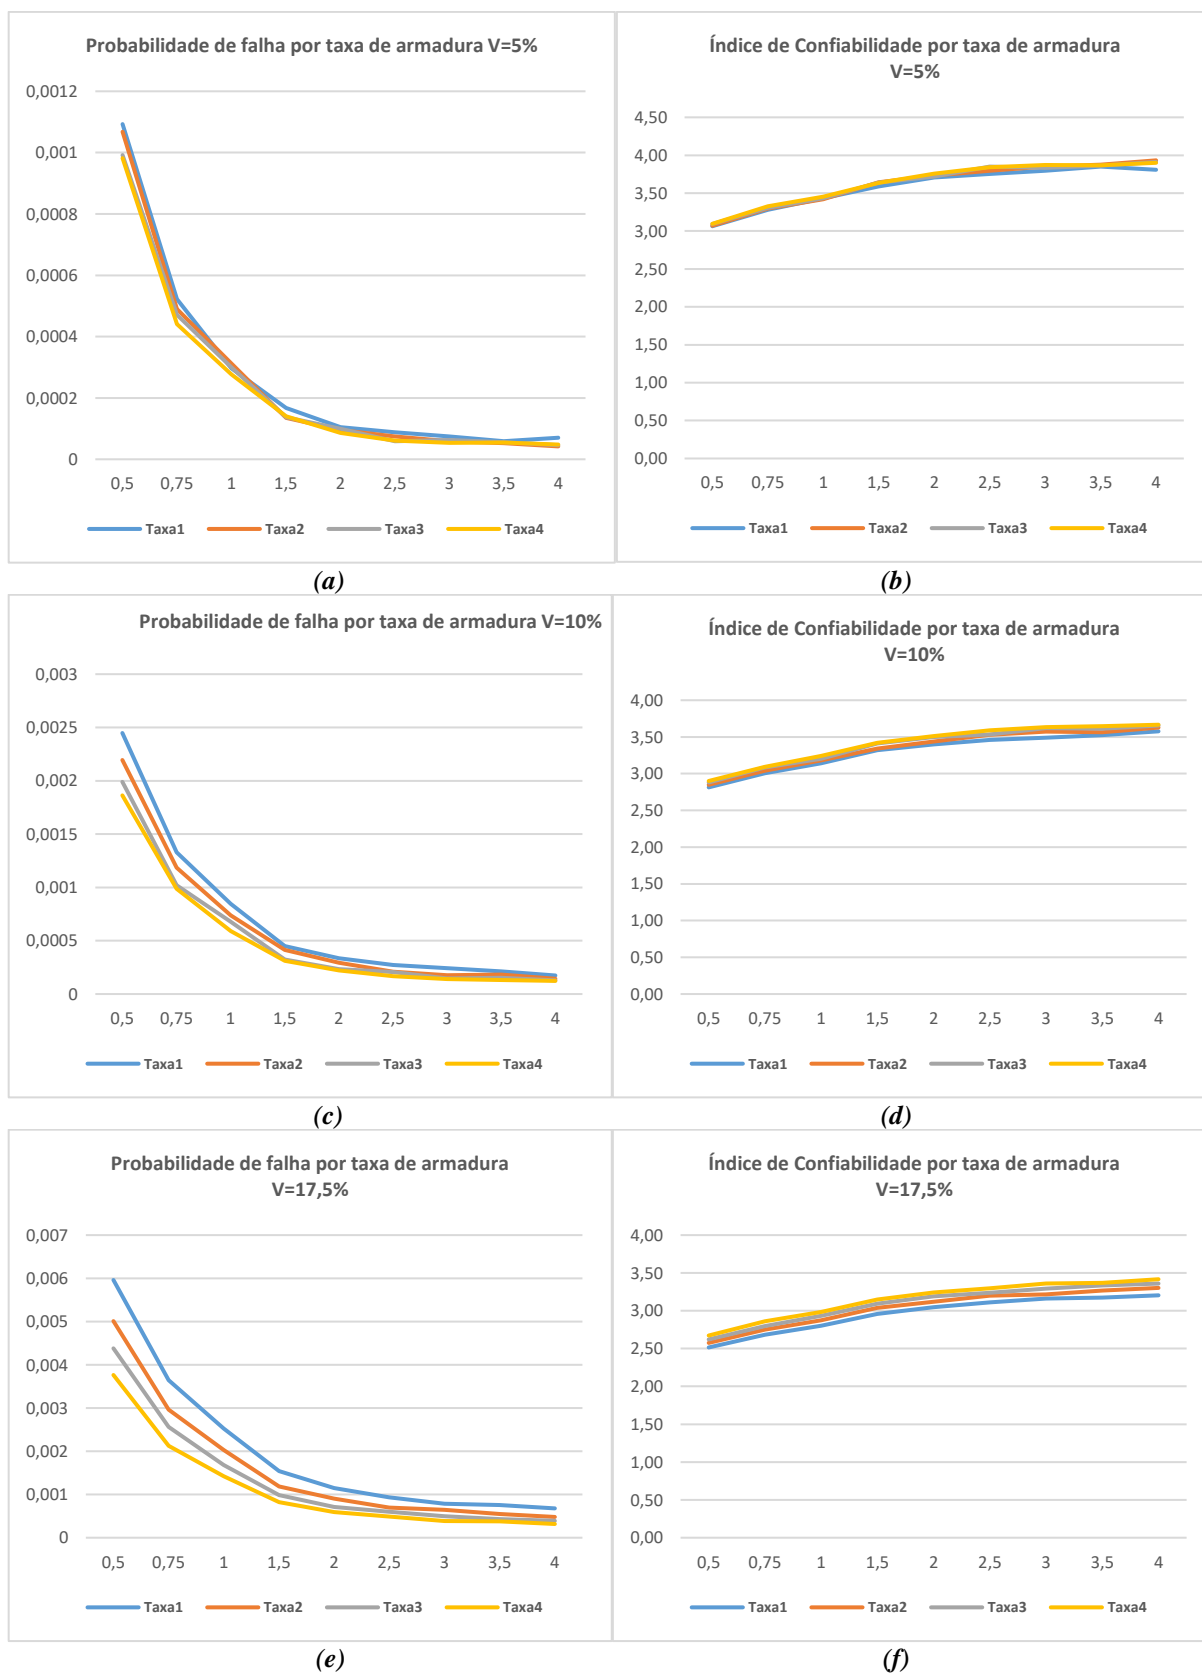 Probabilidade de falha por taxa de armadura V=5%
0,0012
0,001
0,0008
0,0006
0,0004
0,0002
0
0,5 0,75 1 1,5 2 2,5 3 3,5 4
Taxa1 Taxa2 Taxa3 Taxa4
(a)
Índice de Confiabilidade por taxa de armadura
V=5%
4,50
4,00
3,50
3,00
2,50
2,00
1,50
1,00
0,50
0,00
0,5 0,75 1 1,5 2 2,5 3 3,5 4
Taxa1 Taxa2 Taxa3 Taxa4
(b)
Probabilidade de falha por taxa de armadura V=10%
0,003
0,0025
0,002
0,0015
0,001
0,0005
0
0,5 0,75 1 1,5 2 2,5 3 3,5 4
Taxa1 Taxa2 Taxa3 Taxa4
(c)
Índice de Confiabilidade por taxa de armadura
V=10%
4,00
3,50
3,00
2,50
2,00
1,50
1,00
0,50
0,00
0,5 0,75 1 1,5 2 2,5 3 3,5 4
Taxa1 Taxa2 Taxa3 Taxa4
(d)
Probabilidade de falha por taxa de armadura
V=17,5%
0,007
0,006
0,005
0,004
0,003
0,002
0,001
0
0,5 0,75 1 1,5 2 2,5 3 3,5 4
Taxa1 Taxa2 Taxa3 Taxa4
(e)
Índice de Confiabilidade por taxa de armadura
V=17,5%
4,00
3,50
3,00
2,50
2,00
1,50
1,00
0,50
0,00
0,5 0,75 1 1,5 2 2,5 3 3,5 4
Taxa1 Taxa2 Taxa3 Taxa4
(f)